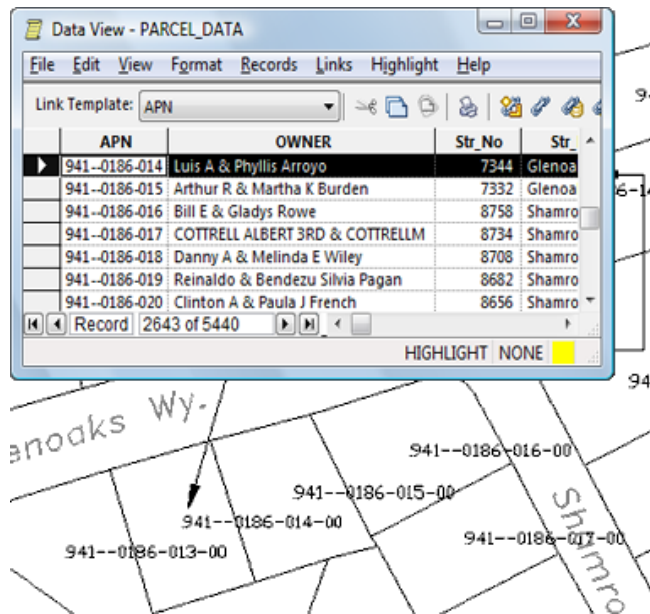 Data View - PARCEL_DATA
File Edit View Format Records Links Highlight Help
Link Template: APN
APN OWNER Str_No Str_
941--0186-014 Luis A & Phyllis Arroyo 7344 Glenoa
941--0186-015 Arthur R & Martha K Burden 7332 Glenoa
941--0186-016 Bill E & Gladys Rowe 8758 Shamro
941--0186-017 COTTRELL ALBERT 3RD & COTTRELLM 8734 Shamro
941--0186-018 Danny A & Melinda E Wiley 8708 Shamro
941--0186-019 Reinaldo & Bendezu Silvia Pagan 8682 Shamro
941--0186-020 Clinton A & Paula J French 8656 Shamro
Record 2643 of 5440
HIGHLIGHT NONE
94
enoaks Wy.
941--0186-016-00
941--0186-015-00
941--0186-014-00
941--0186-013-00
941--0186-017-00
Shamro